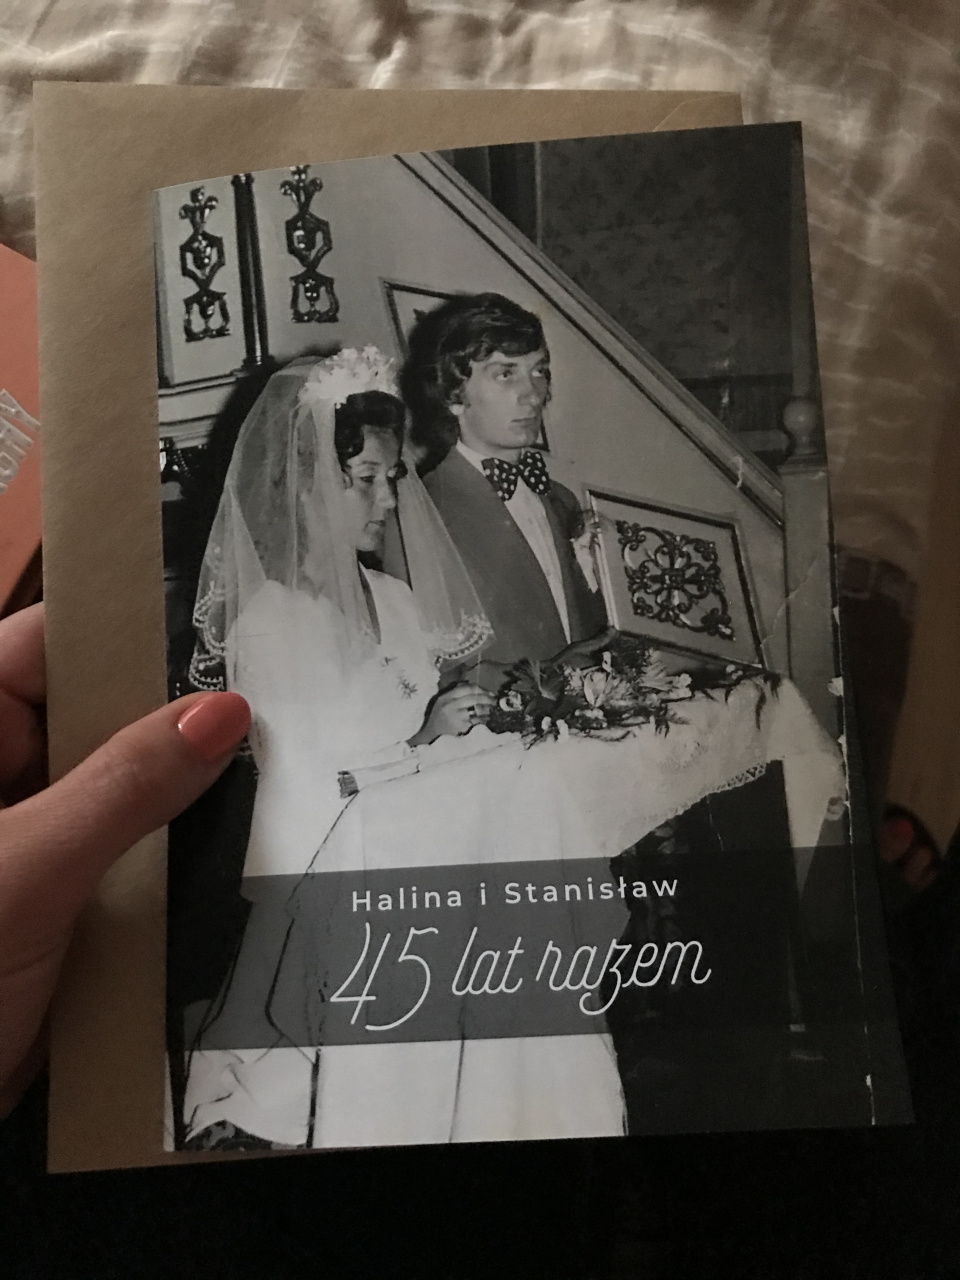 Halina i Stanisław
45 lat razem